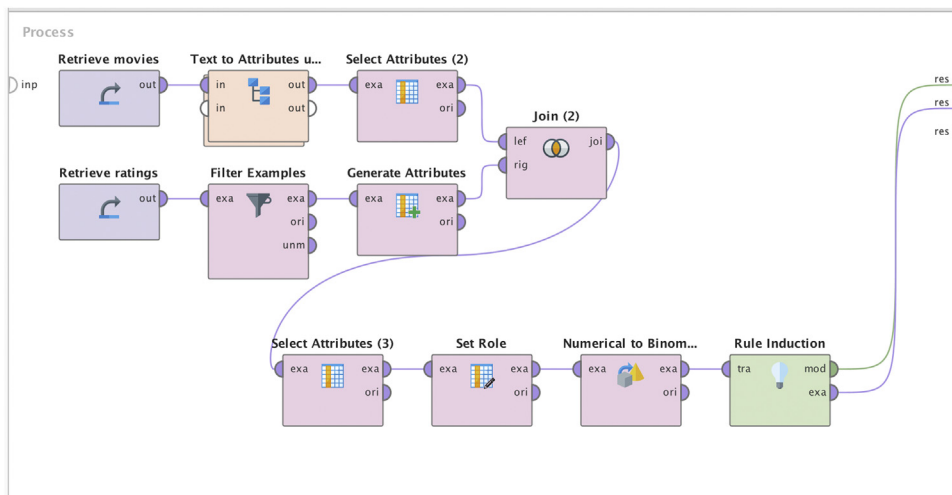 Process
inp
Retrieve movies
out
Text to Attributes u...
in out
in out
Select Attributes (2)
exa exa
ori
Join (2)
lef joi
rig
Retrieve ratings
out
Filter Examples
exa exa
ori
unm
Generate Attributes
exa exa
ori
Select Attributes (3)
exa exa
ori
Set Role
exa exa
ori
Numerical to Binom...
exa exa
ori
Rule Induction
tra mod
exa
res
res
res